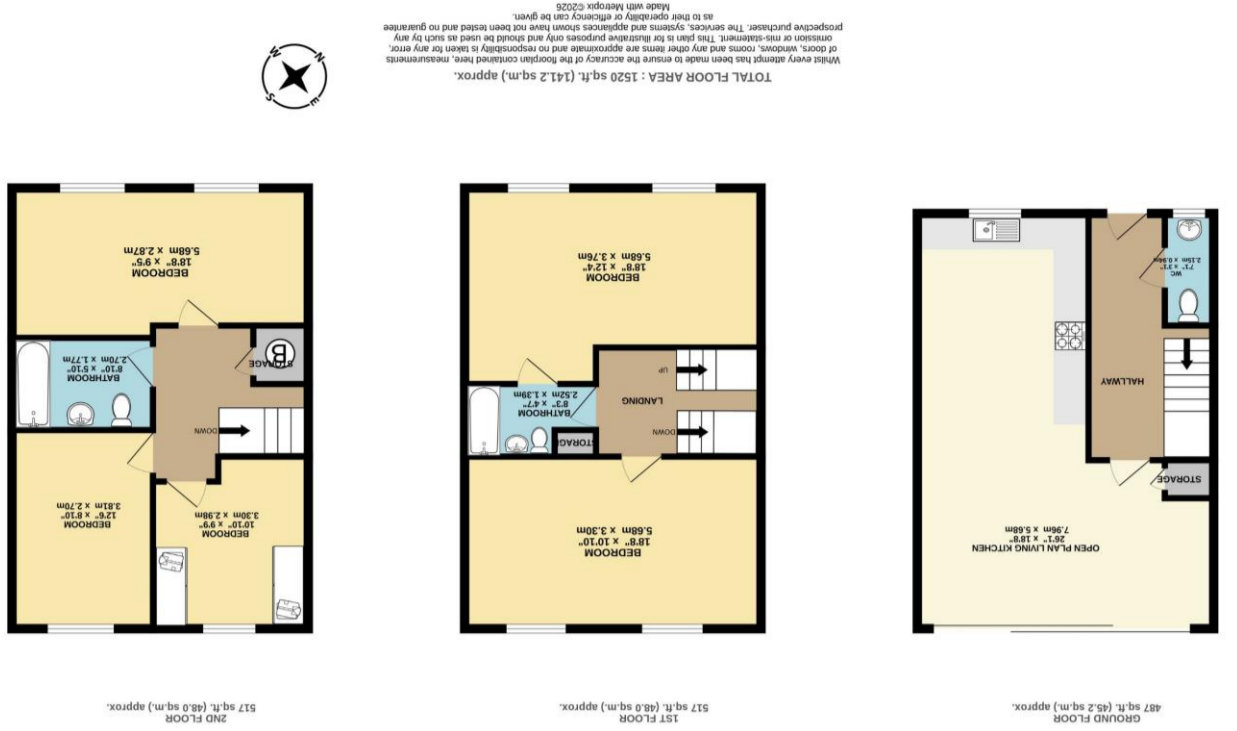 GROUND FLOOR
487 sq.ft. (45.2 sq.m.) approx.
OPEN PLAN LIVING KITCHEN
26'1" x 18'8"
7.96m x 5.68m
STORAGE
HALLWAY
WC
7'1" x 3'1"
2.15m x 0.94m
1ST FLOOR
517 sq.ft. (48.0 sq.m.) approx.
BEDROOM
18'8" x 10'10"
5.68m x 3.30m
STORAGE
DOWN
LANDING
UP
BATHROOM
8'3" x 4'7"
2.52m x 1.39m
BEDROOM
18'8" x 12'4"
5.68m x 3.76m
2ND FLOOR
517 sq.ft. (48.0 sq.m.) approx.
BEDROOM
10'10" x 9'9"
3.30m x 2.98m
BEDROOM
12'6" x 8'10"
3.81m x 2.70m
DOWN
BATHROOM
8'10" x 5'10"
2.70m x 1.77m
STORAGE
B
BEDROOM
18'8" x 9'5"
5.68m x 2.87m
N
E
S
W
TOTAL FLOOR AREA : 1520 sq.ft. (141.2 sq.m.) approx.
Whilst every attempt has been made to ensure the accuracy of the floorplan contained here, measurements
of doors, windows, rooms and any other items are approximate and no responsibility is taken for any error,
omission or mis-statement. This plan is for illustrative purposes only and should be used as such by any
prospective purchaser. The services, systems and appliances shown have not been tested and no guarantee
as to their operability or efficiency can be given.
Made with Metropix ©2026